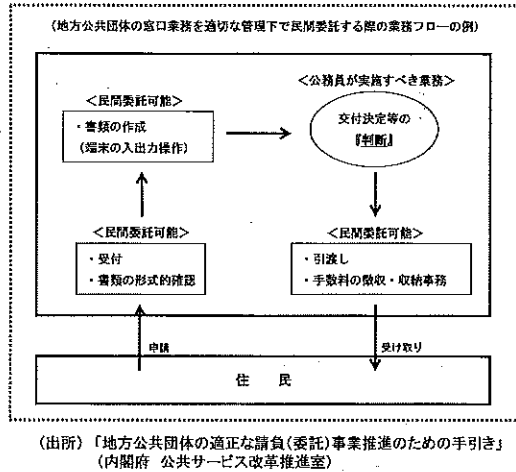 (地方公共団体の窓口業務を適切な管理下で民間委託する際の業務フローの例)
<公務員が実施すべき業務>
交付決定等の
『判断』
<民間委託可能>
・書類の作成
(端末の入出力操作)
<民間委託可能>
・受付
・書類の形式的確認
<民間委託可能>
・引渡し
・手数料の徴収・収納事務
申請
受け取り
住 民
(出所) 「地方公共団体の適正な請負(委託)事業推進のための手引き」
(内閣府 公共サービス改革推進室)